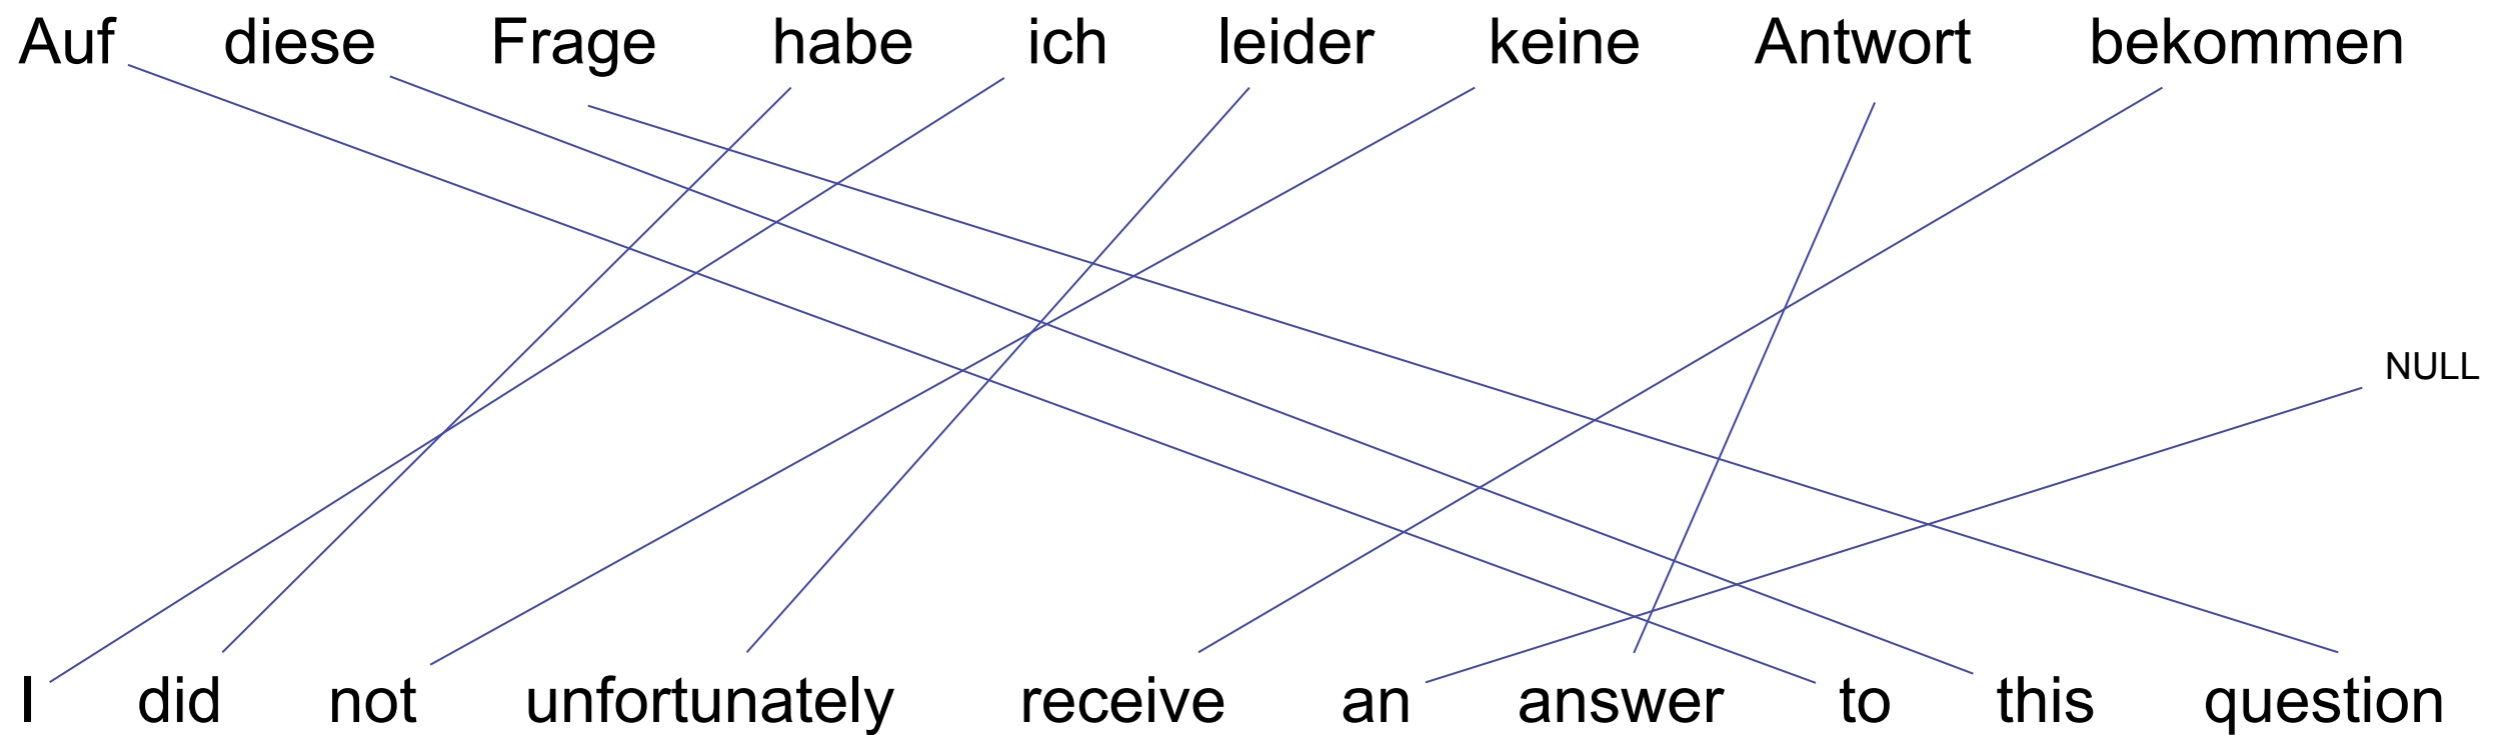 Auf diese Frage habe ich leider keine Antwort bekommen
NULL
I did not unfortunately receive an answer to this question